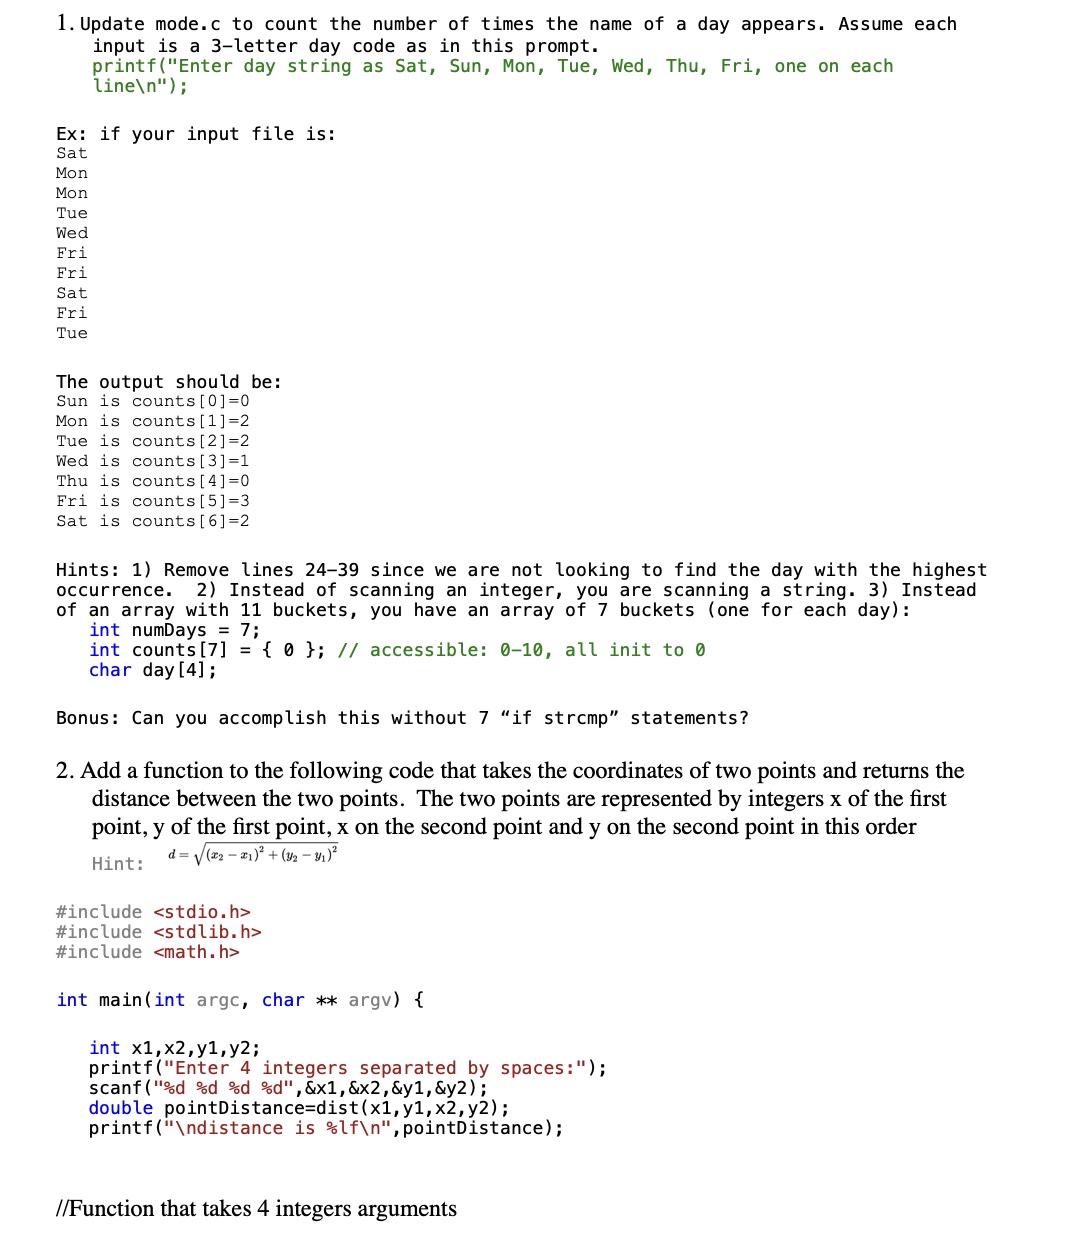 1. Update mode.c to count the number of times the name of a day appears. Assume each
input is a 3-letter day code as in this prompt.
printf("Enter day string as Sat, Sun, Mon, Tue, Wed, Thu, Fri, one on each
line\n");
Ex: if your input file is:
Sat
Mon
Mon
Tue
Wed
Fri
Fri
Sat
Fri
Tue
The output should be:
Sun is counts[0]=0
Mon is counts[1]=2
Tue is counts[2]=2
Wed is counts[3]=1
Thu is counts[4]=0
Fri is counts[5]=3
Sat is counts[6]=2
Hints: 1) Remove lines 24–39 since we are not looking to find the day with the highest
occurrence.  2) Instead of scanning an integer, you are scanning a string. 3) Instead
of an array with 11 buckets, you have an array of 7 buckets (one for each day):
int numDays = 7;
int counts[7] = { 0 }; // accessible: 0–10, all init to 0
char day[4];
Bonus: Can you accomplish this without 7 “if strcmp” statements?
2. Add a function to the following code that takes the coordinates of two points and returns the
distance between the two points.  The two points are represented by integers x of the first
point, y of the first point, x on the second point and y on the second point in this order
Hint: d = √(x₂ − x₁)² + (y₂ − y₁)²
#include <stdio.h>
#include <stdlib.h>
#include <math.h>
int main(int argc, char ** argv) {
int x1,x2,y1,y2;
printf("Enter 4 integers separated by spaces:");
scanf("%d %d %d %d",&x1,&x2,&y1,&y2);
double pointDistance=dist(x1,y1,x2,y2);
printf("\ndistance is %lf\n",pointDistance);
//Function that takes 4 integers arguments